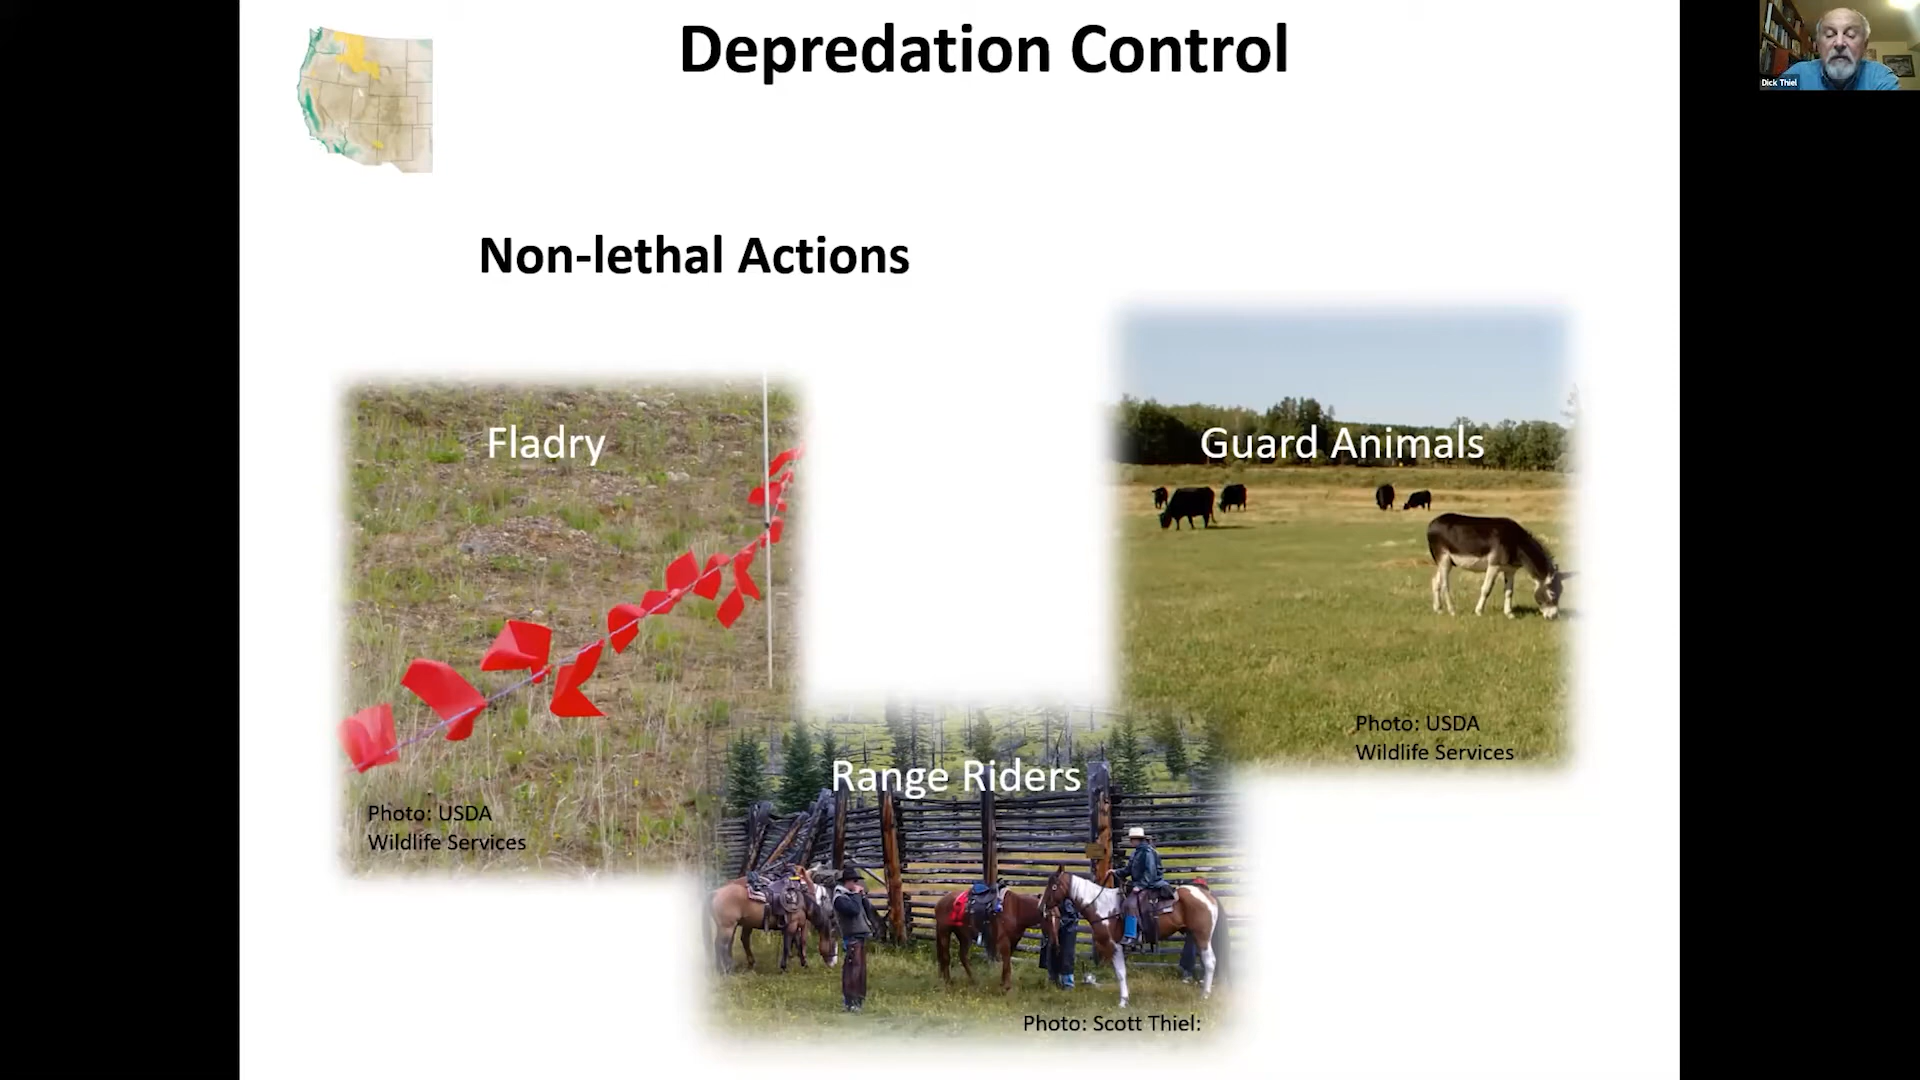 Depredation Control
Dick Thiel
Non-lethal Actions
Fladry
Guard Animals
Photo: USDA
Wildlife Services
Range Riders
Photo: USDA
Wildlife Services
Photo: Scott Thiel: